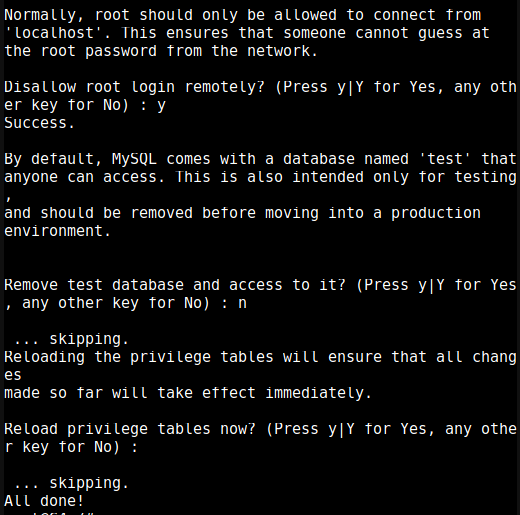 Normally, root should only be allowed to connect from
'localhost'. This ensures that someone cannot guess at
the root password from the network.
Disallow root login remotely? (Press y|Y for Yes, any oth
er key for No) : y
Success.
By default, MySQL comes with a database named 'test' that
anyone can access. This is also intended only for testing
,
and should be removed before moving into a production
environment.
Remove test database and access to it? (Press y|Y for Yes
, any other key for No) : n
... skipping.
Reloading the privilege tables will ensure that all chang
es
made so far will take effect immediately.
Reload privilege tables now? (Press y|Y for Yes, any othe
r key for No) :
... skipping.
All done!